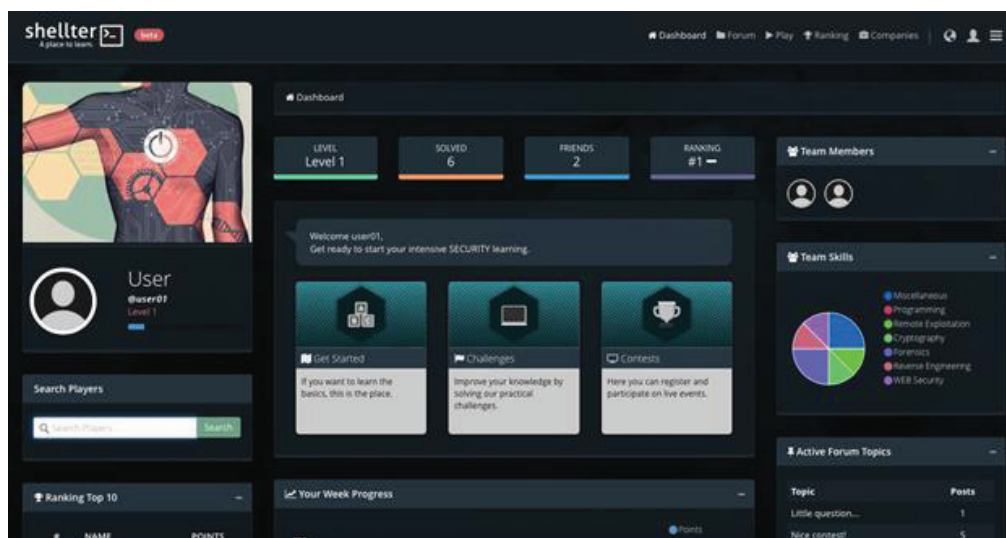 shellter
A place to learn.
beta
Dashboard
Forum
Play
Ranking
Companies
Dashboard
LEVEL
Level 1
SOLVED
6
FRIENDS
2
RANKING
#1
Welcome user01,
Get ready to start your intensive SECURITY learning.
Get Started
If you want to learn the
basics, this is the place.
Challenges
Improve your knowledge by
solving our practical
challenges.
Contests
Here you can register and
participate on live events.
User
@user01
Level 1
Search Players
Search Players...
Search
Ranking Top 10
# NAME POINTS
Your Week Progress
Points
Team Members
Team Skills
Miscellaneous
Programming
Remote Exploitation
Cryptography
Forensics
Reverse Engineering
WEB Security
Active Forum Topics
Topic Posts
Little question... 1
Nice contest! 5